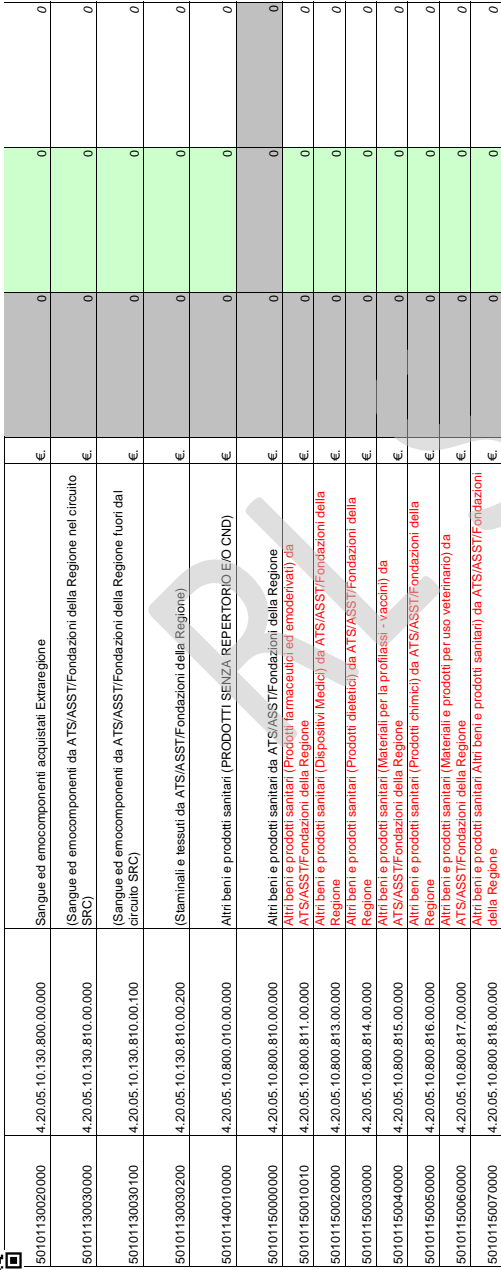 50101130020000 4.20.05.10.130.800.00.000 Sangue ed emocomponenti acquistati Extraregione €. 0 0 0
50101130030000 4.20.05.10.130.810.00.000 (Sangue ed emocomponenti da ATS/ASST/Fondazioni della Regione nel circuito
SRC) €. 0 0 0
50101130030100 4.20.05.10.130.810.00.100 (Sangue ed emocomponenti da ATS/ASST/Fondazioni della Regione fuori dal
circuito SRC) €. 0 0 0
50101130030200 4.20.05.10.130.810.00.200 (Staminali e tessuti da ATS/ASST/Fondazioni della Regione) €. 0 0 0
50101140010000 4.20.05.10.800.010.00.000 Altri beni e prodotti sanitari (PRODOTTI SENZA REPERTORIO E/O CND) €. 0 0 0
50101150000000 4.20.05.10.800.810.00.000 Altri beni e prodotti sanitari da ATS/ASST/Fondazioni della Regione €. 0 0 0
50101150010010 4.20.05.10.800.811.00.000 Altri beni e prodotti sanitari (Prodotti farmaceutici ed emoderivati) da
ATS/ASST/Fondazioni della Regione €. 0 0 0
50101150020000 4.20.05.10.800.813.00.000 Altri beni e prodotti sanitari (Dispositivi Medici) da ATS/ASST/Fondazioni della
Regione €. 0 0 0
50101150030000 4.20.05.10.800.814.00.000 Altri beni e prodotti sanitari (Prodotti dietetici) da ATS/ASST/Fondazioni della
Regione €. 0 0 0
50101150040000 4.20.05.10.800.815.00.000 Altri beni e prodotti sanitari (Materiali per la profilassi - vaccini) da
ATS/ASST/Fondazioni della Regione €. 0 0 0
50101150050000 4.20.05.10.800.816.00.000 Altri beni e prodotti sanitari (Prodotti chimici) da ATS/ASST/Fondazioni della
Regione €. 0 0 0
50101150060000 4.20.05.10.800.817.00.000 Altri beni e prodotti sanitari (Materiali e prodotti per uso veterinario) da
ATS/ASST/Fondazioni della Regione €. 0 0 0
50101150070000 4.20.05.10.800.818.00.000 Altri beni e prodotti sanitari Altri beni e prodotti sanitari) da ATS/ASST/Fondazioni
della Regione €. 0 0 0